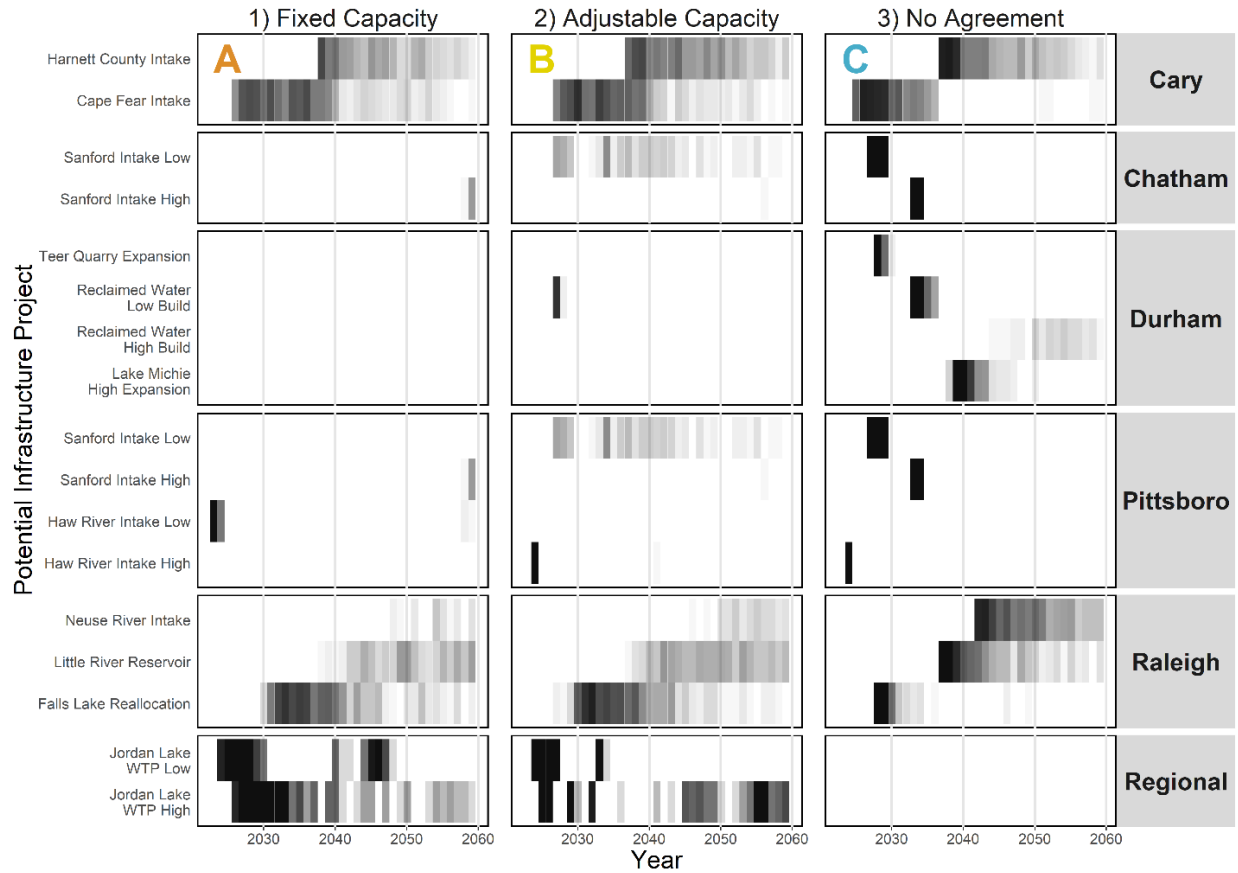 1) Fixed Capacity
2) Adjustable Capacity
3) No Agreement
A
B
C
Harnett County Intake
Cape Fear Intake
Cary
Sanford Intake Low
Sanford Intake High
Chatham
Teer Quarry Expansion
Reclaimed Water
Low Build
Reclaimed Water
High Build
Lake Michie
High Expansion
Durham
Sanford Intake Low
Sanford Intake High
Haw River Intake Low
Haw River Intake High
Pittsboro
Neuse River Intake
Little River Reservoir
Falls Lake Reallocation
Raleigh
Jordan Lake
WTP Low
Jordan Lake
WTP High
Regional
Potential Infrastructure Project
2030 2040 2050 2060
2030 2040 2050 2060
2030 2040 2050 2060
Year